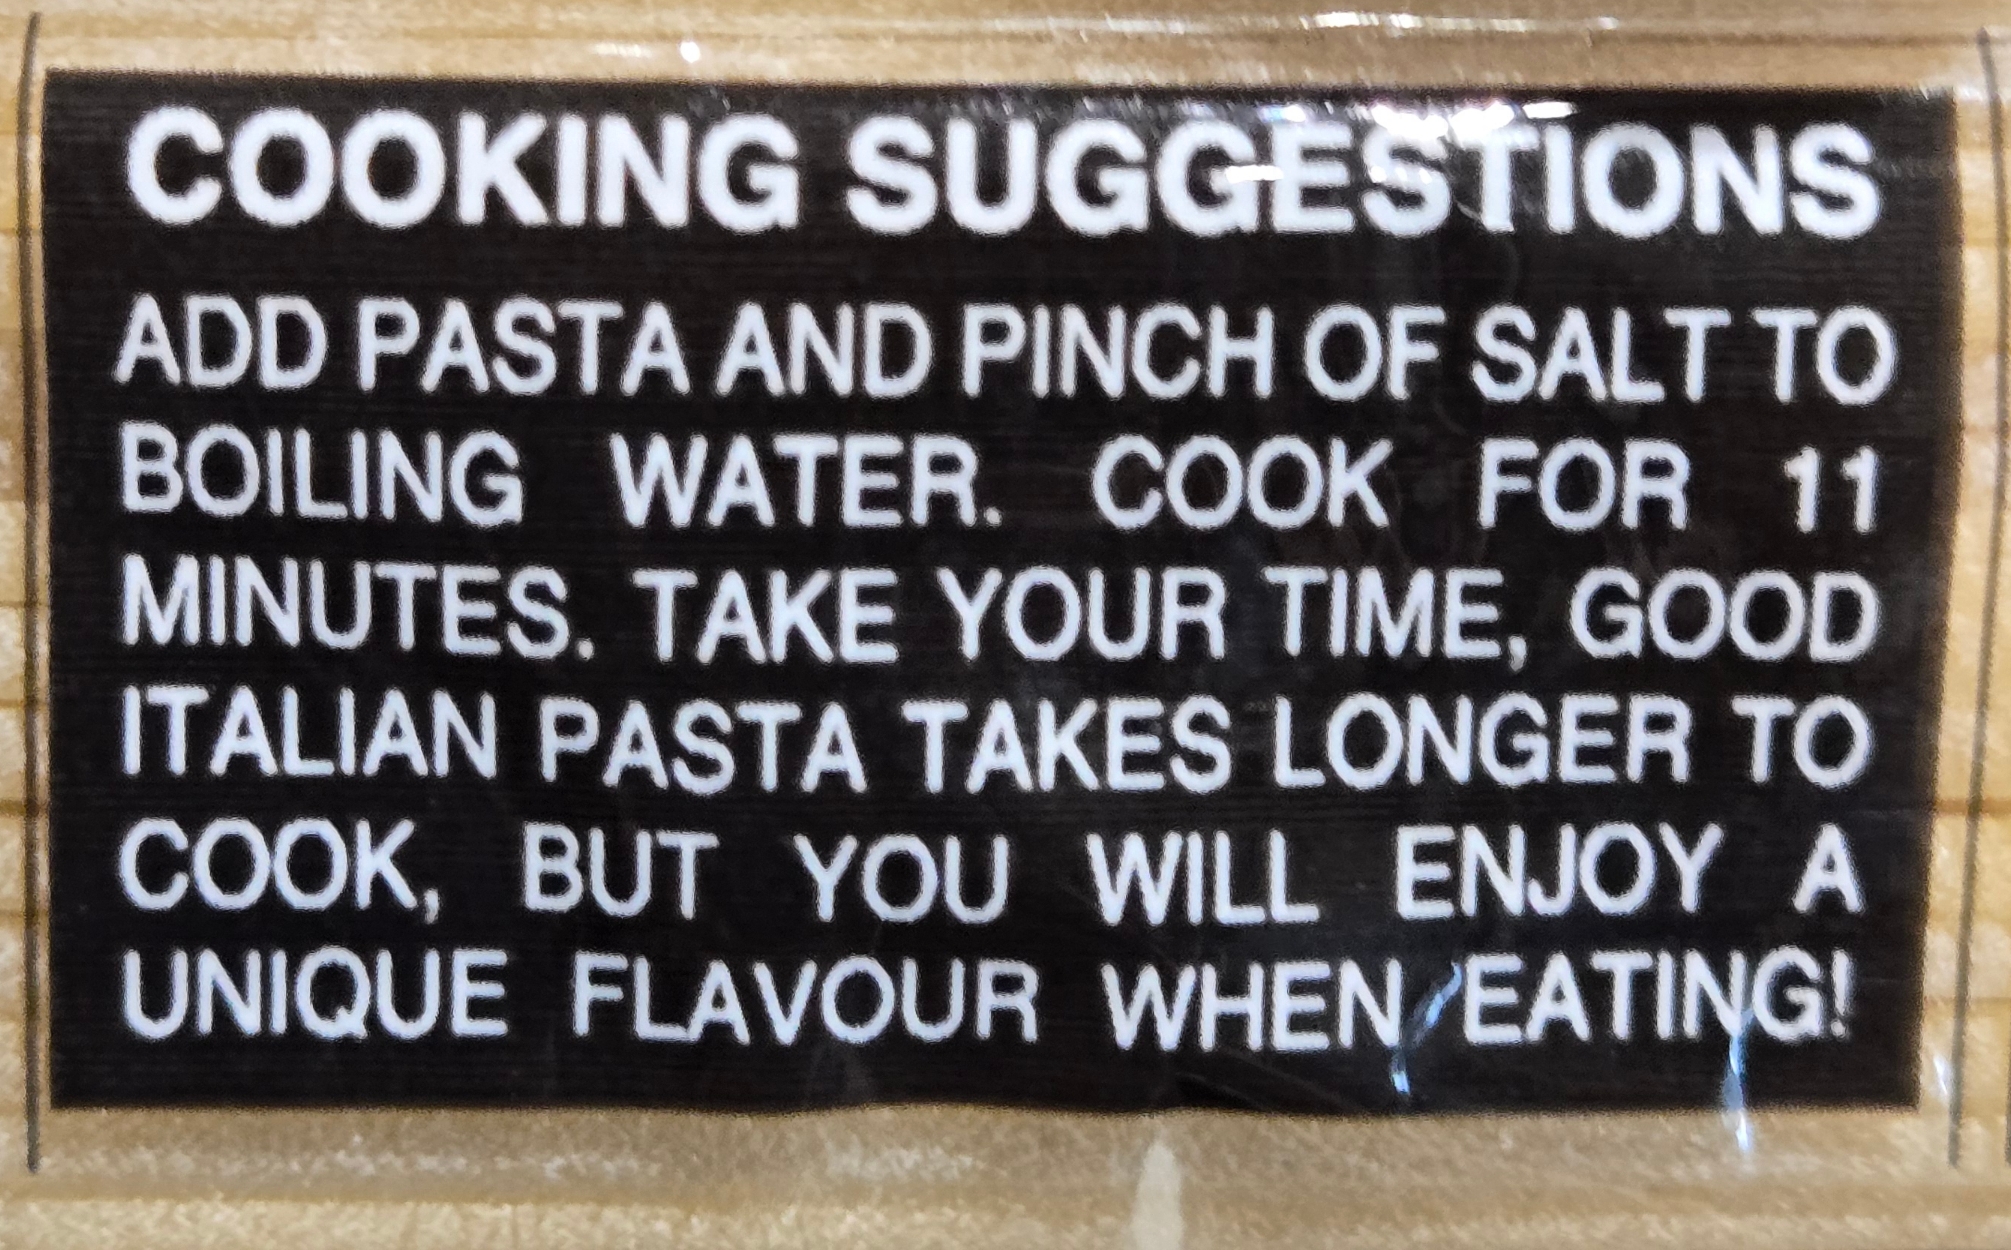 COOKING SUGGESTIONS
ADD PASTA AND PINCH OF SALT TO
BOILING WATER. COOK FOR 11
MINUTES. TAKE YOUR TIME, GOOD
ITALIAN PASTA TAKES LONGER TO
COOK, BUT YOU WILL ENJOY A
UNIQUE FLAVOUR WHEN EATING!